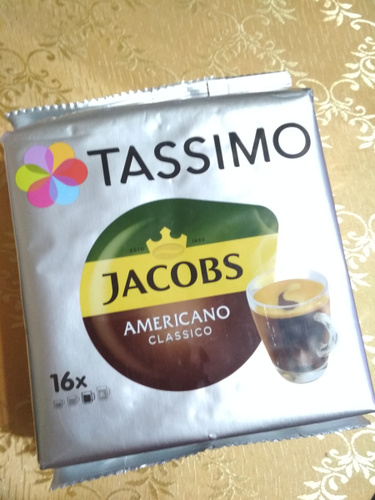 TASSIMO
JACOBS
AMERICANO
CLASSICO
16x